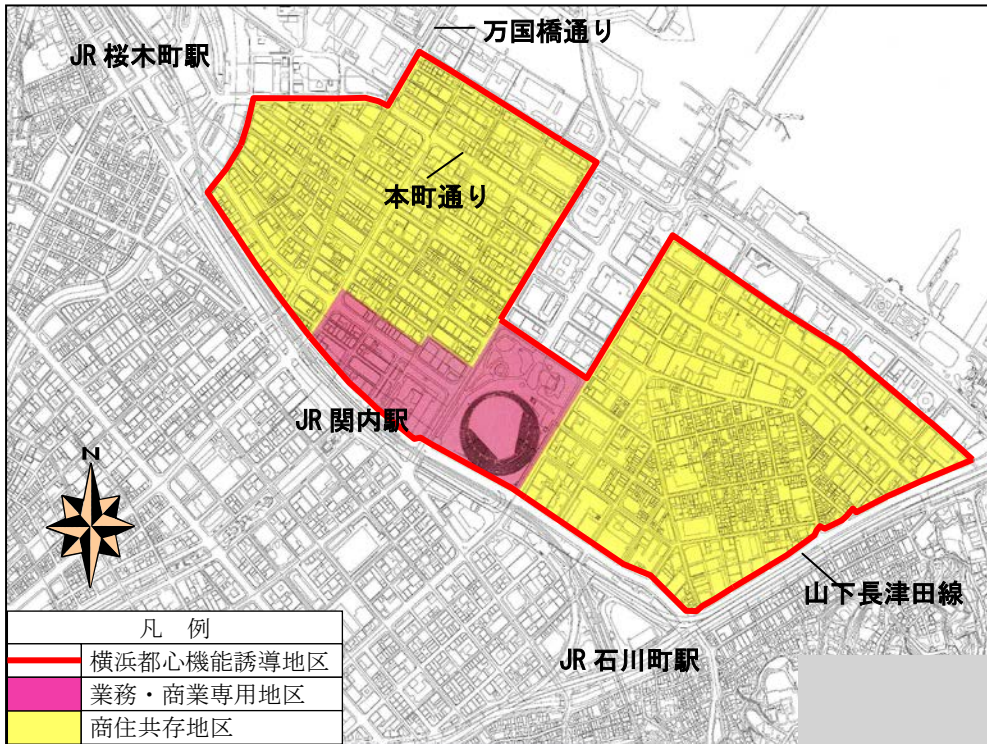 万国橋通り
JR 桜木町駅
本町通り
JR 関内駅
N
山下長津田線
JR 石川町駅
凡 例
横浜都心機能誘導地区
業務・商業専用地区
商住共存地区